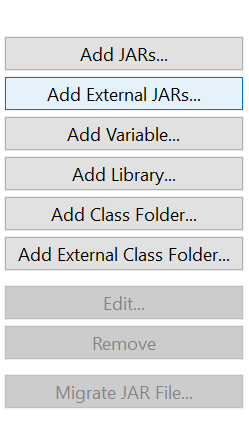 Add JARs...
Add External JARs...
Add Variable...
Add Library...
Add Class Folder...
Add External Class Folder...
Edit...
Remove
Migrate JAR File...